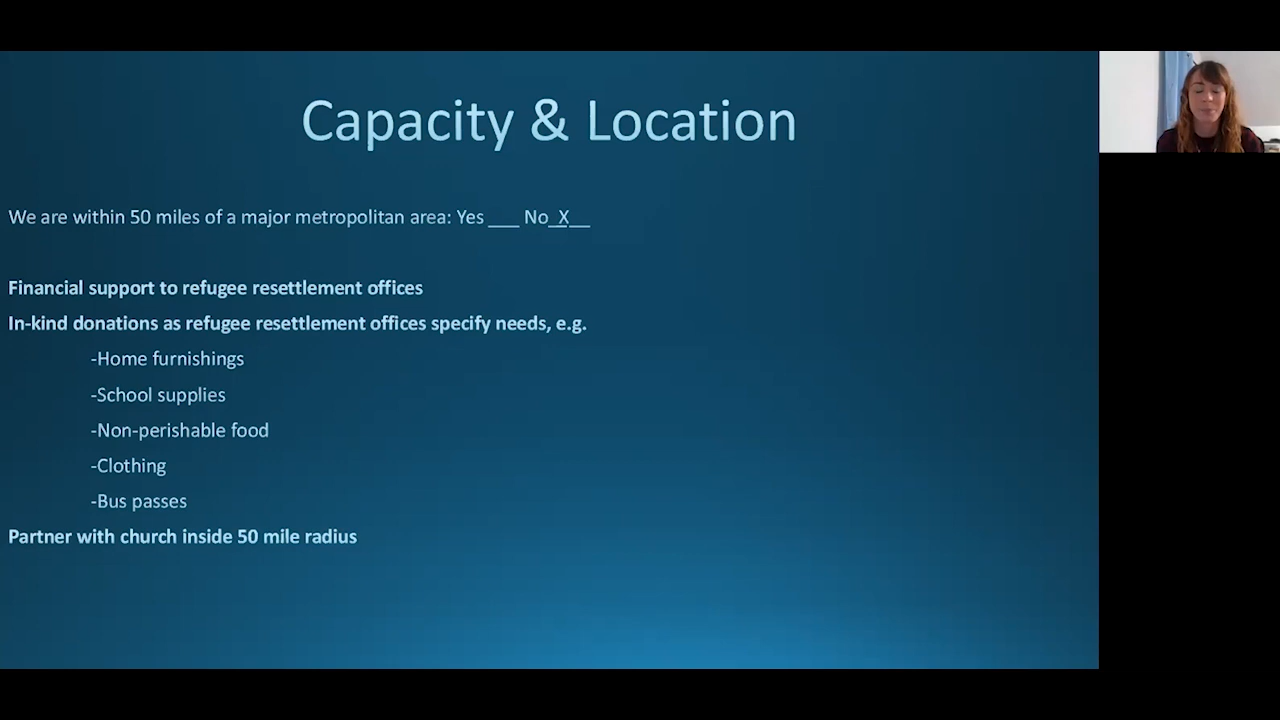 Capacity & Location
We are within 50 miles of a major metropolitan area: Yes ___ No_X__
Financial support to refugee resettlement offices
In-kind donations as refugee resettlement offices specify needs, e.g.
-Home furnishings
-School supplies
-Non-perishable food
-Clothing
-Bus passes
Partner with church inside 50 mile radius